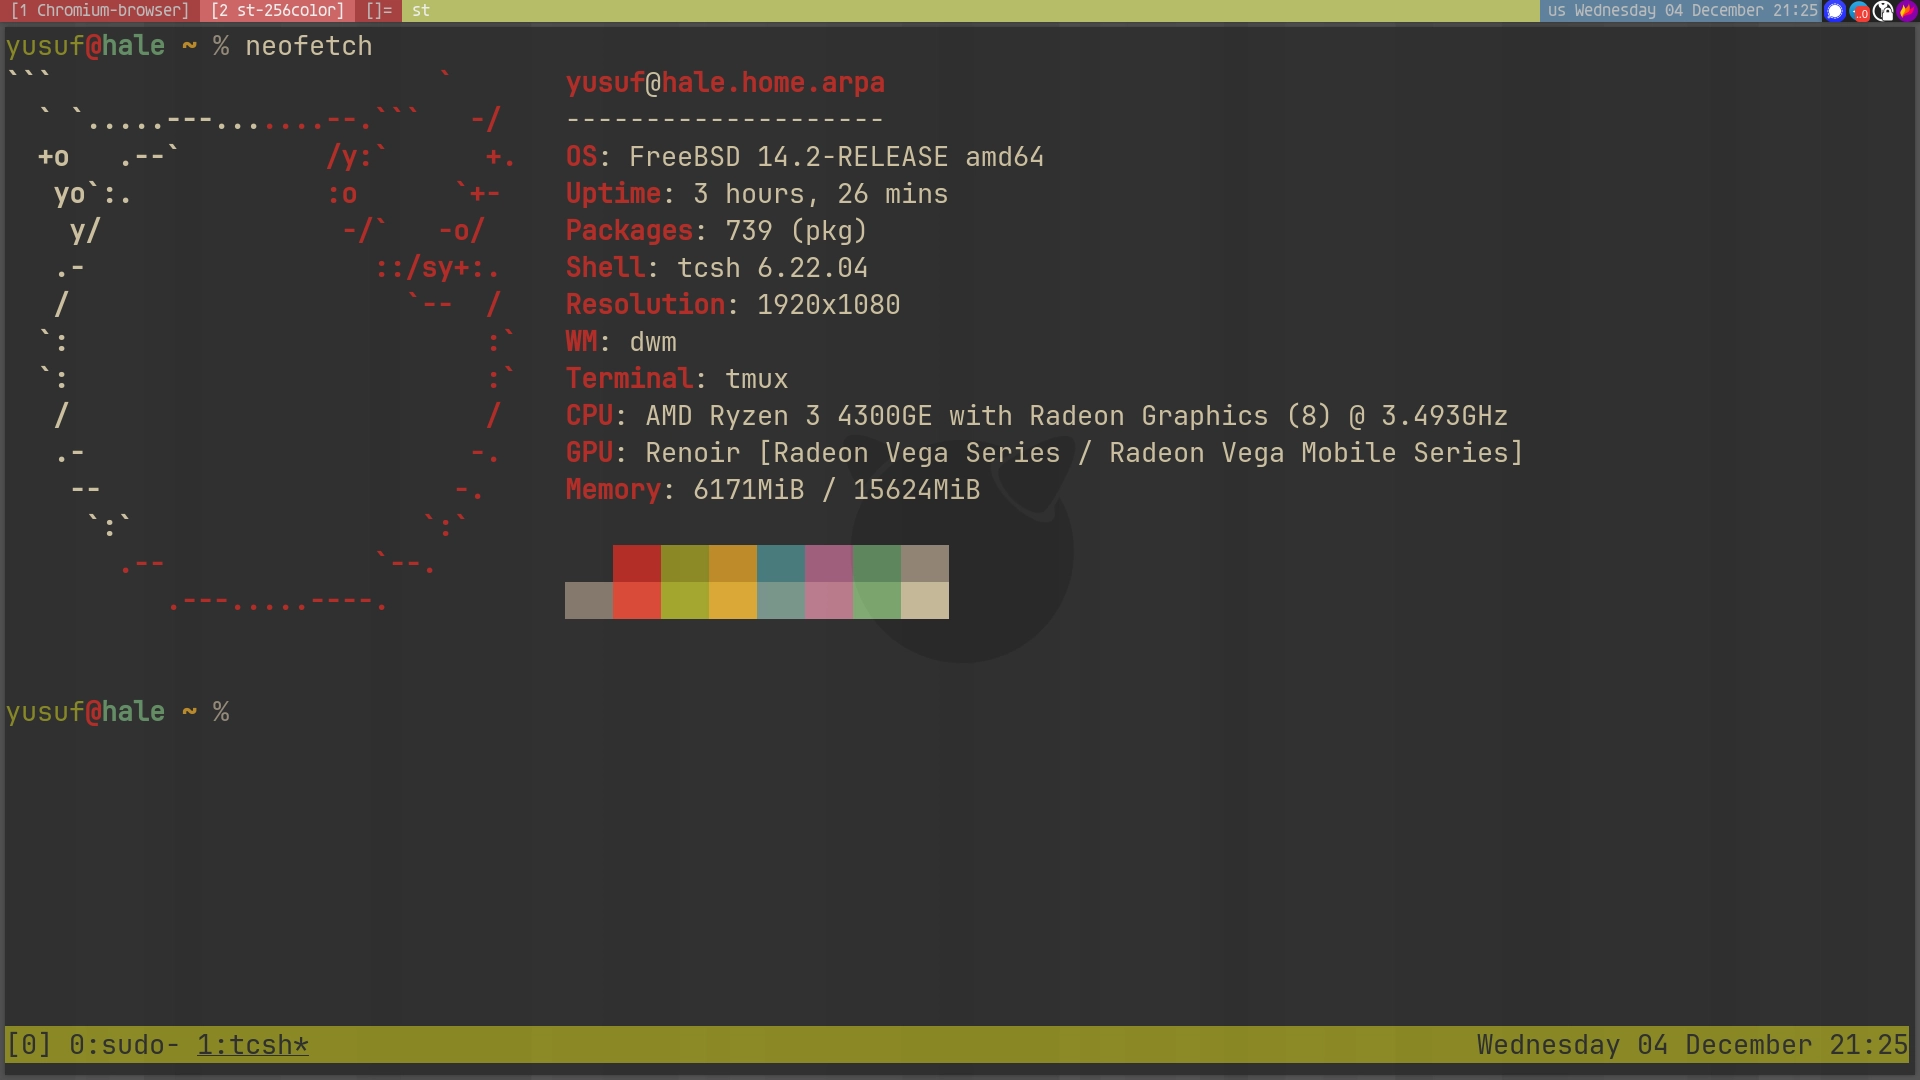 [1 Chromium-browser] [2 st-256color] []= st us Wednesday 04 December 21:25
yusuf@hale ~ % neofetch
```                        `
  ` `.....---.......--.```   -/
  +o   .--`         /y:`      +.
   yo`:.            :o      `+-
    y/               -/`   -o/
   .-                  ::/sy+:.
   /                     `--  /
  `:                          :`
  `:                          :`
   /                          /
   .-                        -.
    --                      -.
     `:`                  `:`
       .--             `--.
          .---.....----.
yusuf@hale.home.arpa
--------------------
OS: FreeBSD 14.2-RELEASE amd64
Uptime: 3 hours, 26 mins
Packages: 739 (pkg)
Shell: tcsh 6.22.04
Resolution: 1920x1080
WM: dwm
Terminal: tmux
CPU: AMD Ryzen 3 4300GE with Radeon Graphics (8) @ 3.493GHz
GPU: Renoir [Radeon Vega Series / Radeon Vega Mobile Series]
Memory: 6171MiB / 15624MiB
yusuf@hale ~ %
[0] 0:sudo- 1:tcsh* Wednesday 04 December 21:25